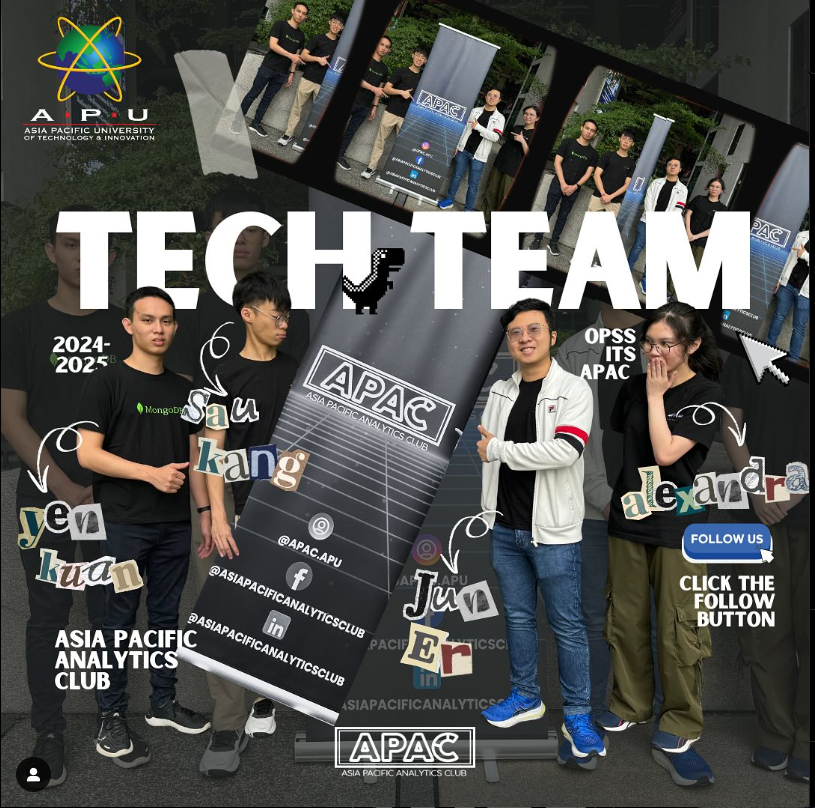 A·P·U
ASIA PACIFIC UNIVERSITY
OF TECHNOLOGY & INNOVATION
APAC
TECH TEAM
2024-
2025
OPSS
ITS
APAC
MongoDB
sau
kang
APAC
ASIA PACIFIC ANALYTICS CLUB
@APAC.APU
@ASIAPACIFICANALYTICSCLUB
in
@ASIAPACIFICANALYTICSCLUB
yen
kuan
Jun
Er
alexandra
FOLLOW US
CLICK THE
FOLLOW
BUTTON
ASIA PACIFIC
ANALYTICS
CLUB
APAC
ASIA PACIFIC ANALYTICS CLUB